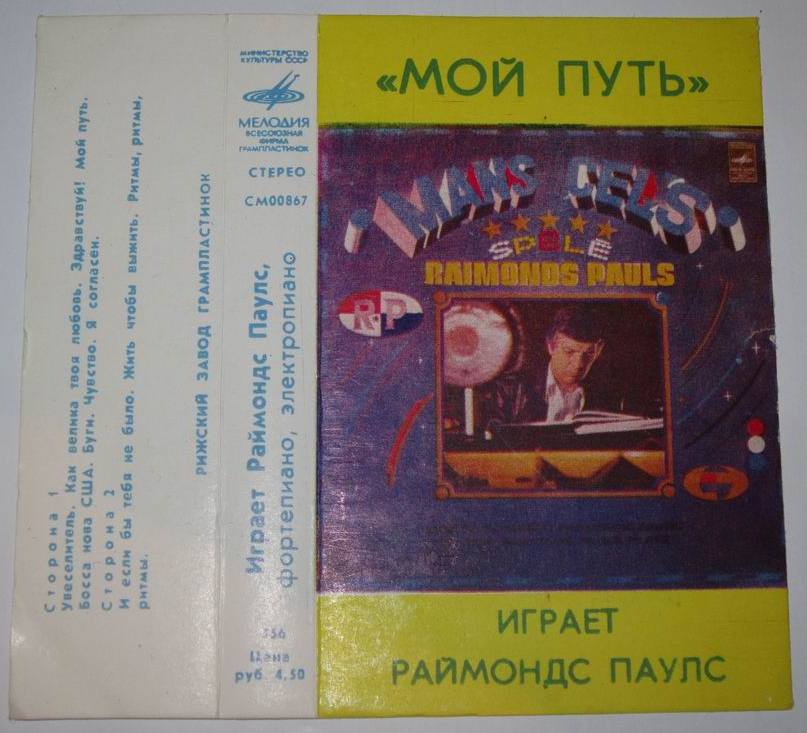 Сторона 1
Увеселитель. Как велика твоя любовь. Здравствуй! Мой путь.
Босса нова США. Буги. Чувство. Я согласен.
Сторона 2
И если бы тебя не было. Жить чтобы выжить. Ритмы, ритмы,
ритмы.
РИЖСКИЙ ЗАВОД ГРАМПЛАСТИНОК
МИНИСТЕРСТВО
КУЛЬТУРЫ СССР
МЕЛОДИЯ
ВСЕСОЮЗНАЯ
ФИРМА
ГРАМПЛАСТИНОК
СТЕРЕО
СМ00867
Играет Раймондс Паулс,
фортепиано, электропиано
556
Цена
руб. 4,50
«МОЙ ПУТЬ»
MANS CEĻŠ
SPĒLĒ
RAIMONDS PAULS
R.P
ИГРАЕТ
РАЙМОНДС ПАУЛС